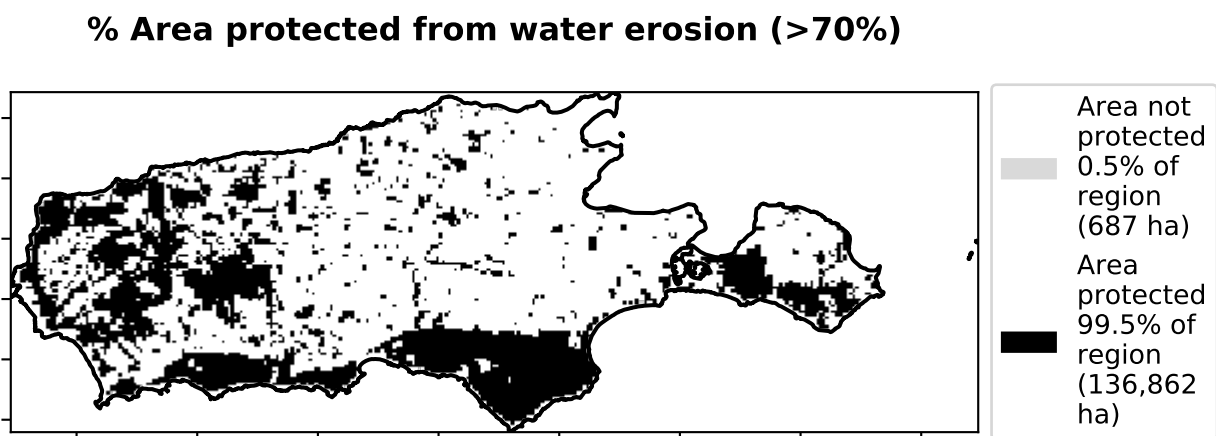 % Area protected from water erosion (>70%)
Area not
protected
0.5% of
region
(687 ha)
Area
protected
99.5% of
region
(136,862
ha)